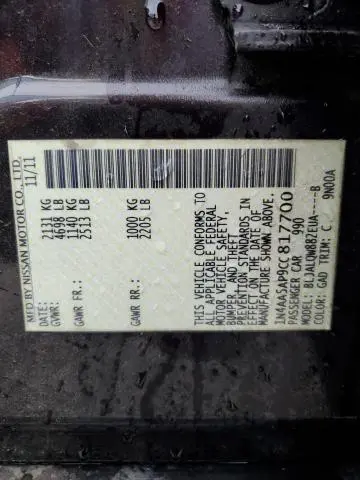 MFD BY NISSAN MOTOR CO., LTD.
DATE: 11/11
GVWR: 2131 KG
4698 LB
GAWR FR: 1140 KG
2513 LB
GAWR RR: 1000 KG
2205 LB
THIS VEHICLE CONFORMS TO
ALL APPLICABLE FEDERAL
MOTOR VEHICLE SAFETY,
BUMPER, AND THEFT
PREVENTION STANDARDS IN
EFFECT ON THE DATE OF
MANUFACTURE SHOWN ABOVE.
1N4AA5AP9CC817700
PASSENGER CAR 990
BLJALQWR87EUA----B
COLOR: GAD TRIM: C 9N00A